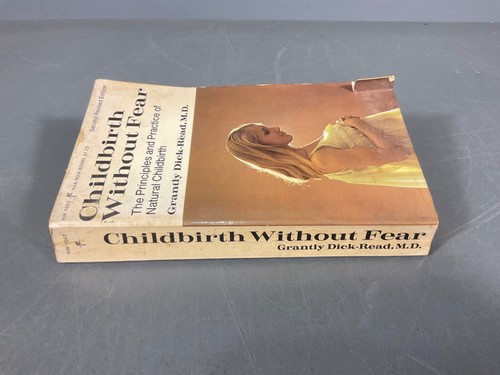 Second Revised Edition
Childbirth
Without Fear
The Principles and Practice of
Natural Childbirth
Grantly Dick-Read, M.D.
Childbirth Without Fear
Grantly Dick-Read, M.D.